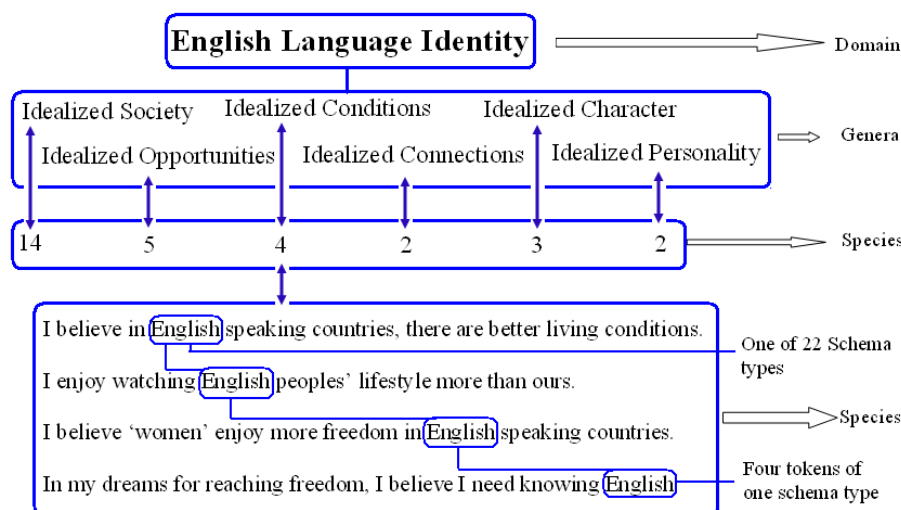 English Language Identity
Domain
Idealized Society
Idealized Conditions
Idealized Character
Genera
Idealized Opportunities
Idealized Connections
Idealized Personality
14
5
4
2
3
2
Species
I believe in English speaking countries, there are better living conditions.
One of 22 Schema
types
I enjoy watching English peoples' lifestyle more than ours.
Species
I believe 'women' enjoy more freedom in English speaking countries.
In my dreams for reaching freedom, I believe I need knowing English
Four tokens of
one schema type